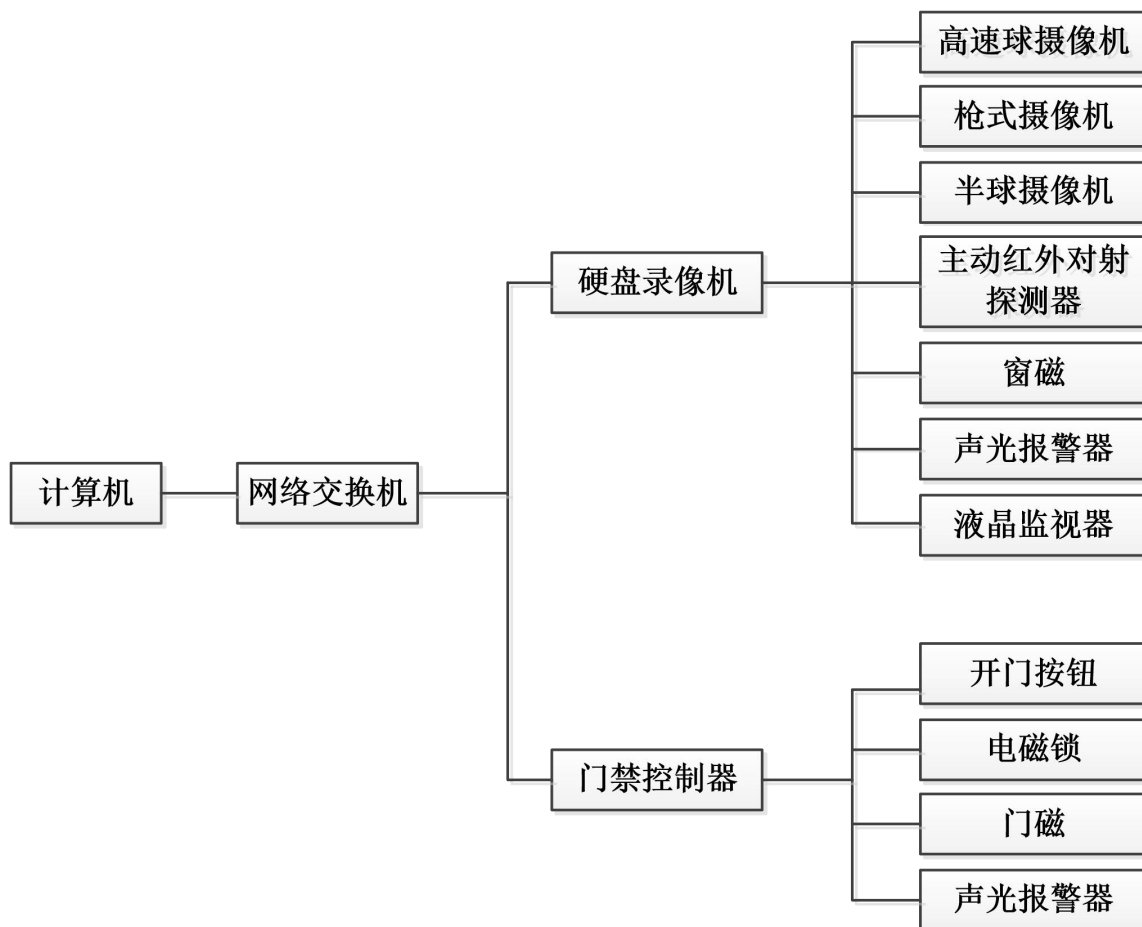 高速球摄像机
枪式摄像机
半球摄像机
主动红外对射
探测器
硬盘录像机
窗磁
声光报警器
计算机
网络交换机
液晶监视器
开门按钮
电磁锁
门禁控制器
门磁
声光报警器